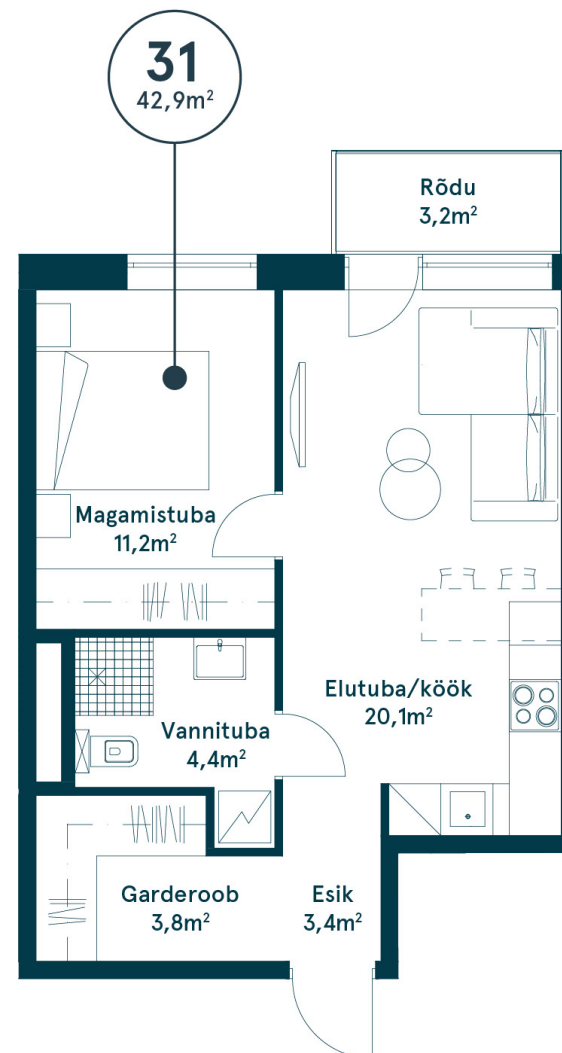 31
42,9m²
Rõdu
3,2m²
Magamistuba
11,2m²
Elutuba/köök
20,1m²
Vannituba
4,4m²
Garderoob
3,8m²
Esik
3,4m²